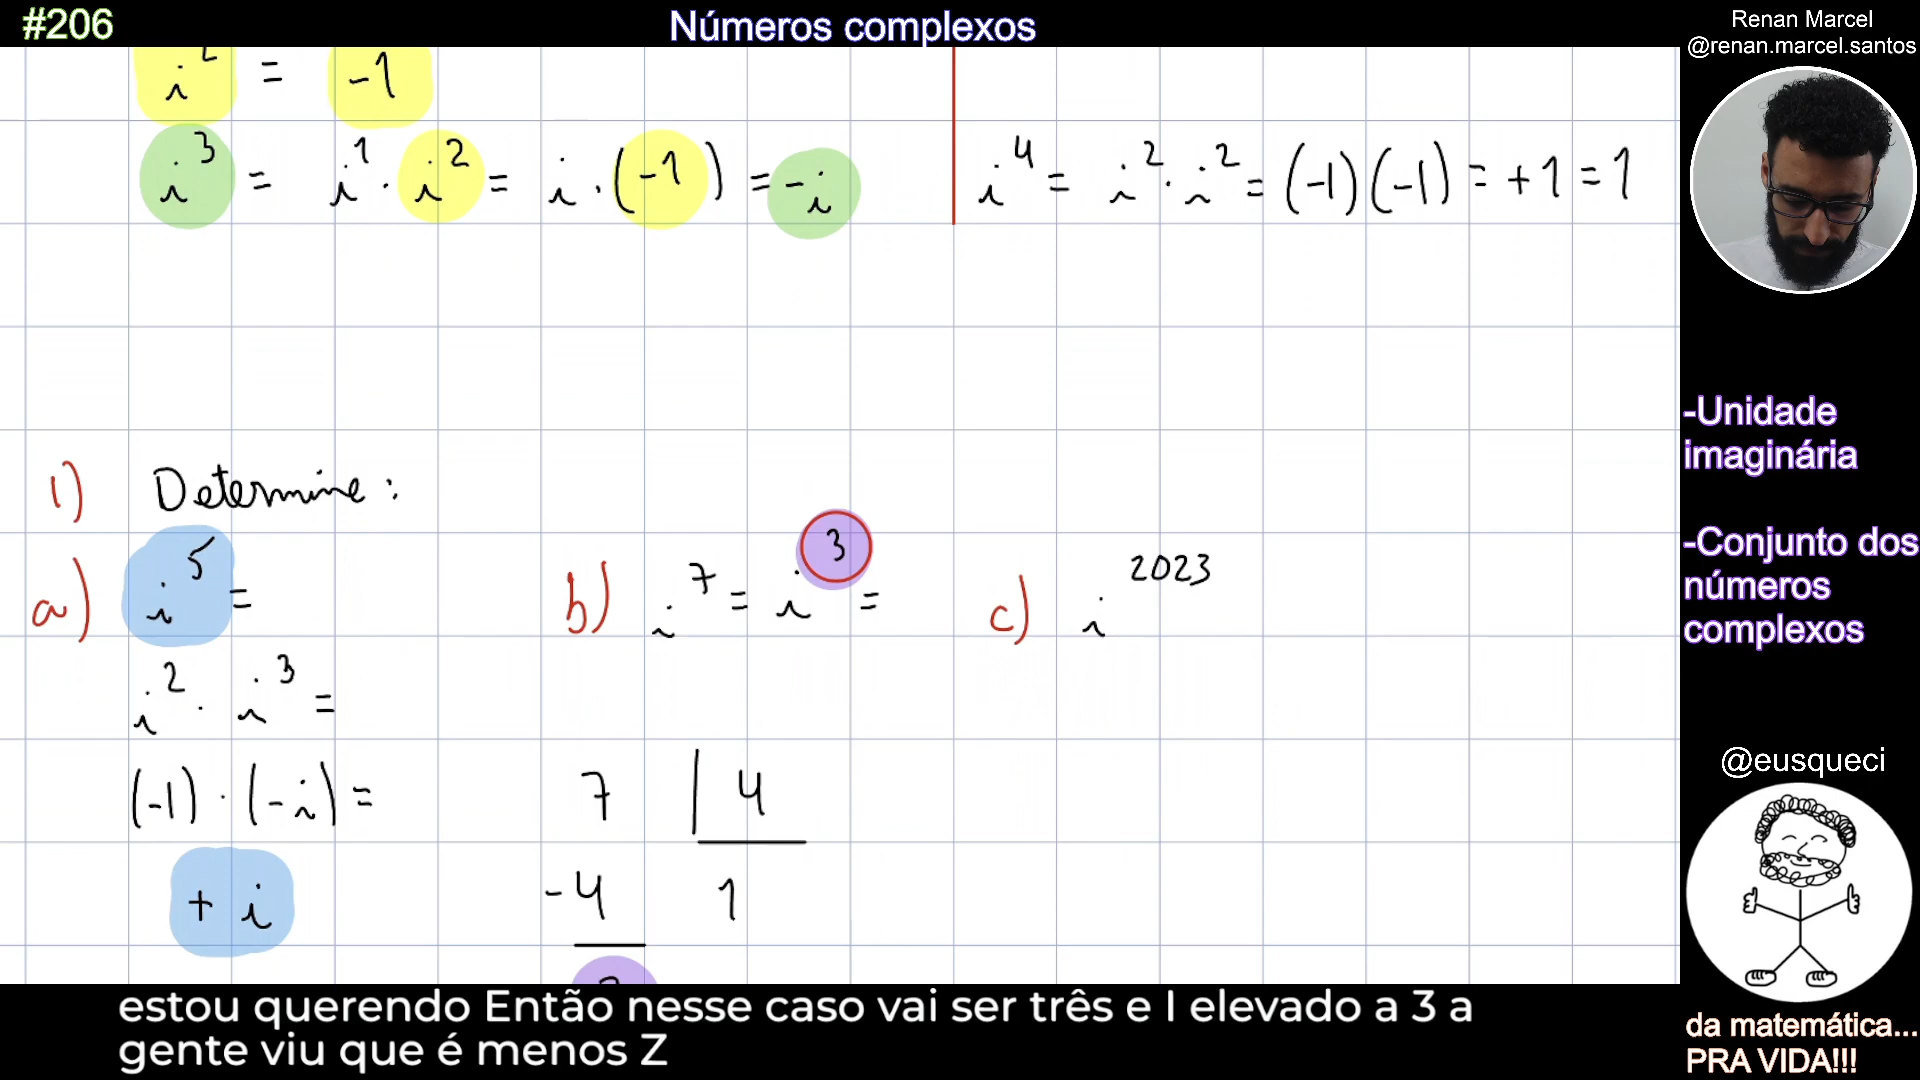 #206
Números complexos
Renan Marcel
@renan.marcel.santos
i² = -1
i³ = i¹ · i² = i · (-1) = -i
i⁴ = i² · i² = (-1)(-1) = +1 = 1
1) Determine:
a) i⁵ =
i² · i³ =
(-1) · (-i) =
+ i
b) i⁷ = i³ =
7 | 4
-4 1
c) i²⁰²³
-Unidade
imaginária
-Conjunto dos
números
complexos
@eusqueci
da matemática...
PRA VIDA!!!
estou querendo Então nesse caso vai ser três e I elevado a 3 a
gente viu que é menos Z